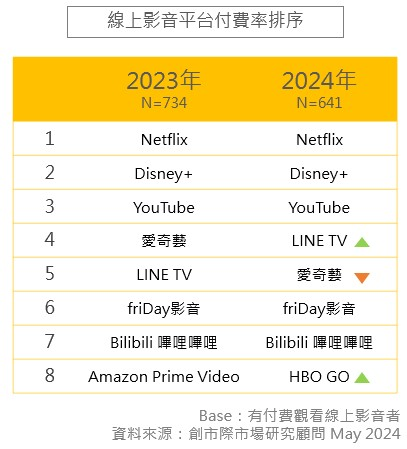 線上影音平台付費率排序
2023年 2024年
N=734 N=641
1 Netflix Netflix
2 Disney+ Disney+
3 YouTube YouTube
4 愛奇藝 LINE TV
5 LINE TV 愛奇藝
6 friDay影音 friDay影音
7 Bilibili 嗶哩嗶哩 Bilibili 嗶哩嗶哩
8 Amazon Prime Video HBO GO
Base：有付費觀看線上影音者
資料來源：創市際市場研究顧問 May 2024